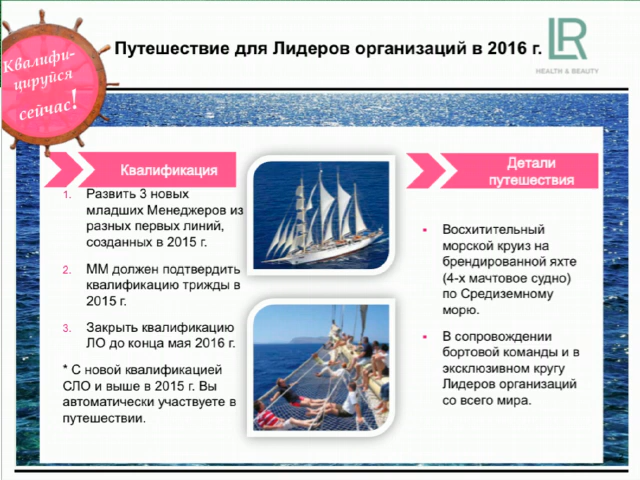 Путешествие для Лидеров организаций в 2016 г.
LR
HEALTH & BEAUTY
Квалифи-
цируйся
сейчас!
Квалификация
1. Развить 3 новых
младших Менеджеров из
разных первых линий,
созданных в 2015 г.
2. ММ должен подтвердить
квалификацию трижды в
2015 г.
3. Закрыть квалификацию
ЛО до конца мая 2016 г.
* С новой квалификацией
СЛО и выше в 2015 г. Вы
автоматически участвуете в
путешествии.
Детали
путешествия
▪ Восхитительный
морской круиз на
брендированной яхте
(4-х мачтовое судно)
по Средиземному
морю.
▪ В сопровождении
бортовой команды и в
эксклюзивном кругу
Лидеров организаций
со всего мира.